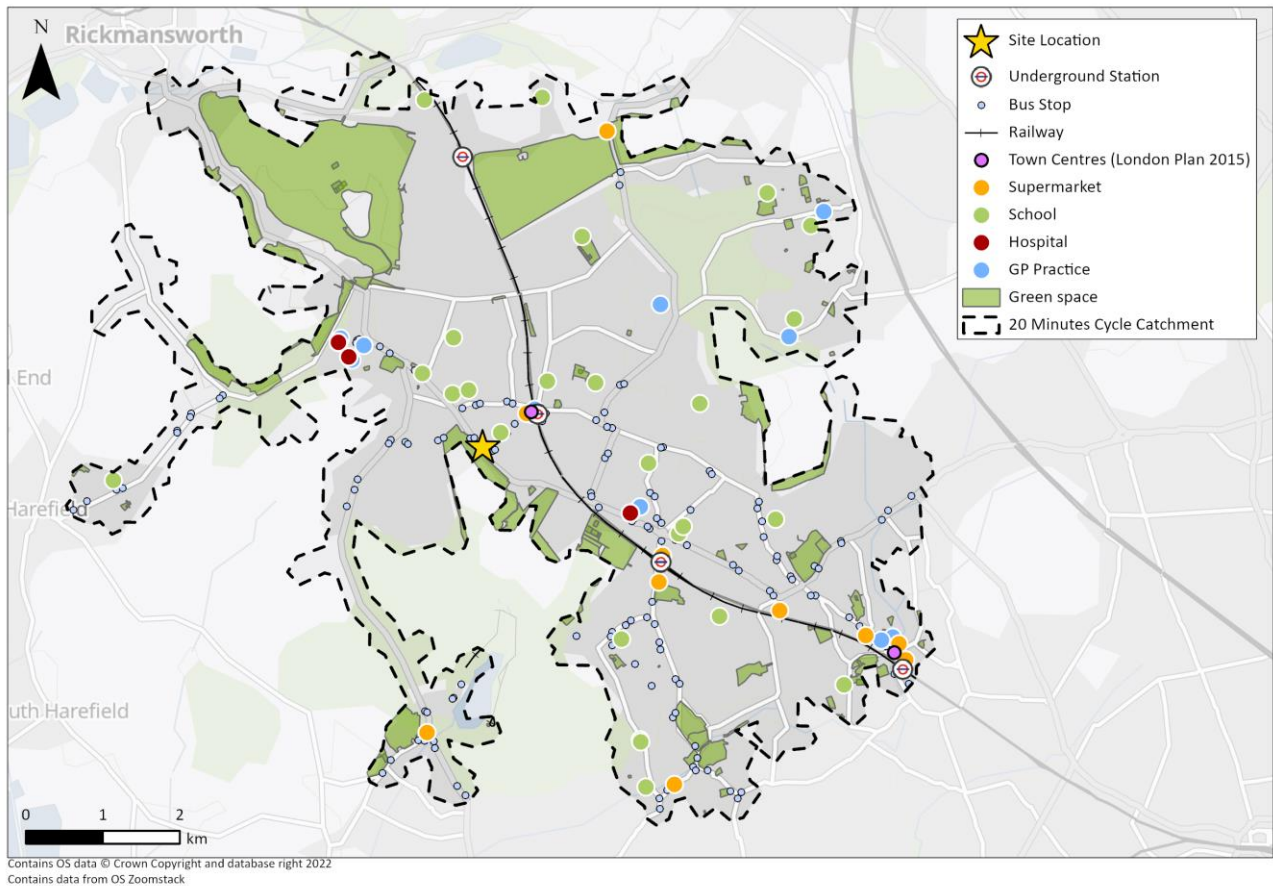 Rickmansworth
N
Site Location
Underground Station
Bus Stop
Railway
Town Centres (London Plan 2015)
Supermarket
School
Hospital
GP Practice
Green space
20 Minutes Cycle Catchment
End
Harefield
uth Harefield
0 1 2
km
Contains OS data © Crown Copyright and database right 2022
Contains data from OS Zoomstack